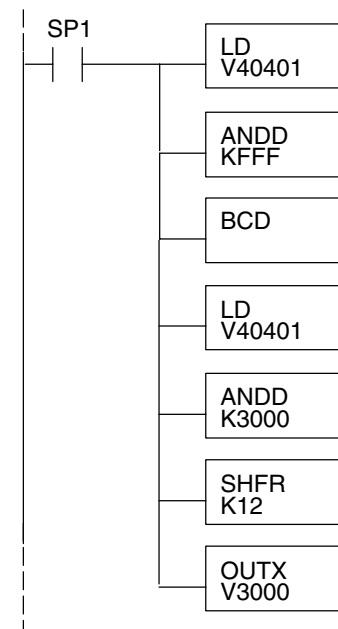 SP1
LD
V40401
ANDD
KFFF
BCD
LD
V40401
ANDD
K3000
SHFR
K12
OUTX
V3000